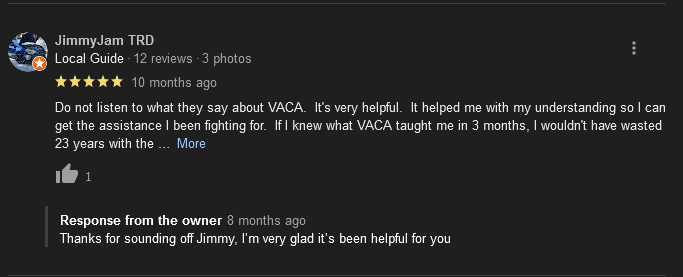 JimmyJam TRD
Local Guide · 12 reviews · 3 photos
10 months ago
Do not listen to what they say about VACA.  It's very helpful.  It helped me with my understanding so I can
get the assistance I been fighting for.  If I knew what VACA taught me in 3 months, I wouldn't have wasted
23 years with the ... More
1
Response from the owner 8 months ago
Thanks for sounding off Jimmy, I'm very glad it's been helpful for you